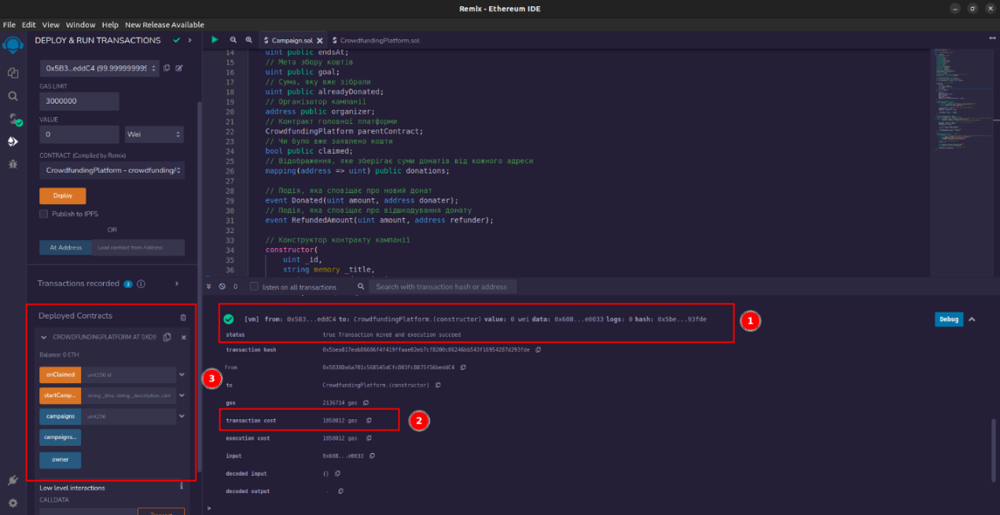 Remix - Ethereum IDE
File Edit View Window Help New Release Available
DEPLOY & RUN TRANSACTIONS
0x5B3...eddC4 (99.9999999999
GAS LIMIT
3000000
VALUE
0 Wei
CONTRACT (Compiled by Remix)
CrowdfundingPlatform - crowdfunding/
Deploy
Publish to IPFS
OR
At Address Load contract from Address
Transactions recorded 2
Deployed Contracts
CROWDFUNDINGPLATFORM AT 0XD9
Balance: 0 ETH
onClaimed uint256 id
startCamp... string _title, string _description, uint
campaigns uint256
campaigns...
owner
Low level interactions
CALLDATA
Transact
Campaign.sol CrowdfundingPlatform.sol
14 uint public endsAt;
15 // Мета збору коштів
16 uint public goal;
17 // Сума, яку вже зібрали
18 uint public alreadyDonated;
19 // Організатор кампанії
20 address public organizer;
21 // Контракт головної платформи
22 CrowdfundingPlatform parentContract;
23 // Чи було вже заявлено кошти
24 bool public claimed;
25 // Відображення, яке зберігає суми донатів від кожного адреси
26 mapping(address => uint) public donations;
27
28 // Подія, яка сповіщає про новий донат
29 event Donated(uint amount, address donater);
30 // Подія, яка сповіщає про відшкодування донату
31 event RefundedAmount(uint amount, address refunder);
32
33 // Конструктор контракту кампанії
34 constructor(
35 uint _id,
36 string memory _title,
0 listen on all transactions Search with transaction hash or address
[vm] from: 0x5B3...eddC4 to: CrowdfundingPlatform.(constructor) value: 0 wei data: 0x608...e0033 logs: 0 hash: 0x5be...93fde
1
Debug
status true Transaction mined and execution succeed
transaction hash 0x5bea817eab86606f4f419ffaae02eb7cf8200c06246bb543f16954287d293fde
from 0x5B38Da6a701c568545dCfcB03FcB875f56beddC4
3
to CrowdfundingPlatform.(constructor)
gas 2136714 gas
transaction cost 1858012 gas
2
execution cost 1858012 gas
input 0x608...e0033
decoded input {}
decoded output -
>